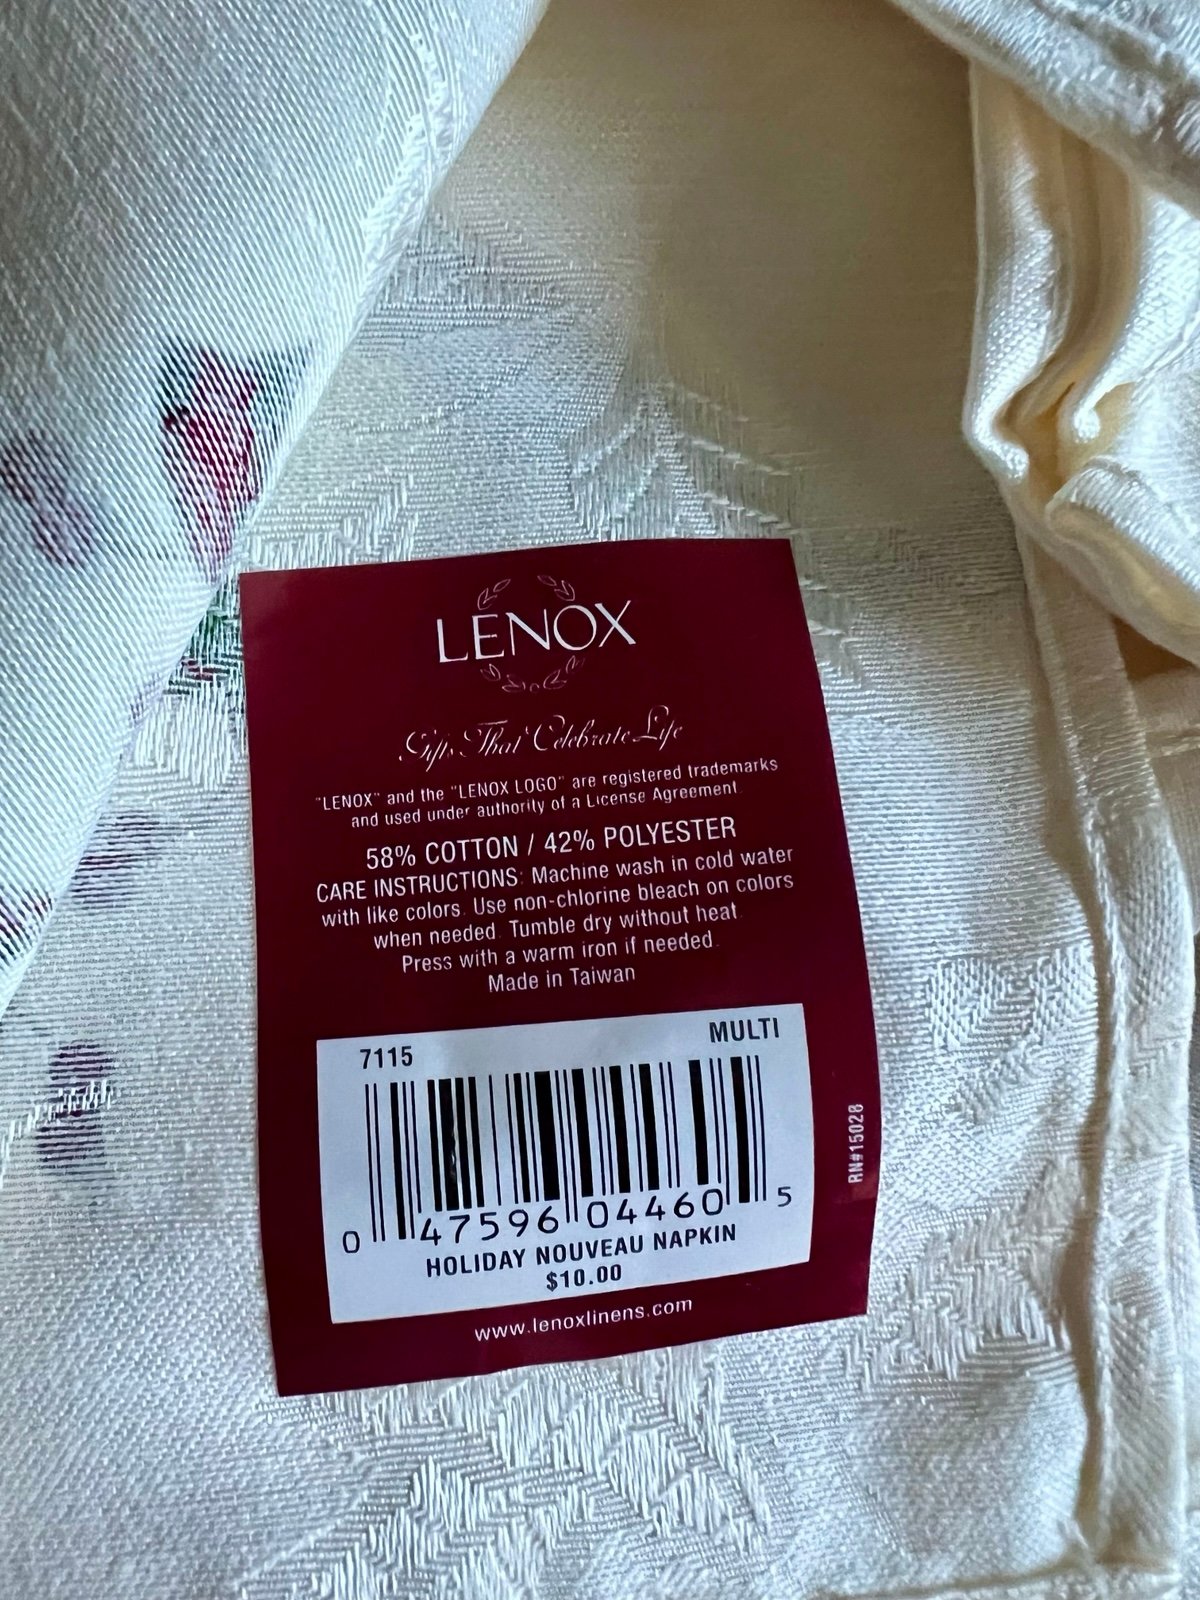 LENOX
Gifts That Celebrate Life
"LENOX" and the "LENOX LOGO" are registered trademarks
and used under authority of a License Agreement.
58% COTTON / 42% POLYESTER
CARE INSTRUCTIONS: Machine wash in cold water
with like colors. Use non-chlorine bleach on colors
when needed. Tumble dry without heat.
Press with a warm iron if needed.
Made in Taiwan
7115 MULTI
0 47596 04460 5
HOLIDAY NOUVEAU NAPKIN
$10.00
RN#15028
www.lenoxlinens.com